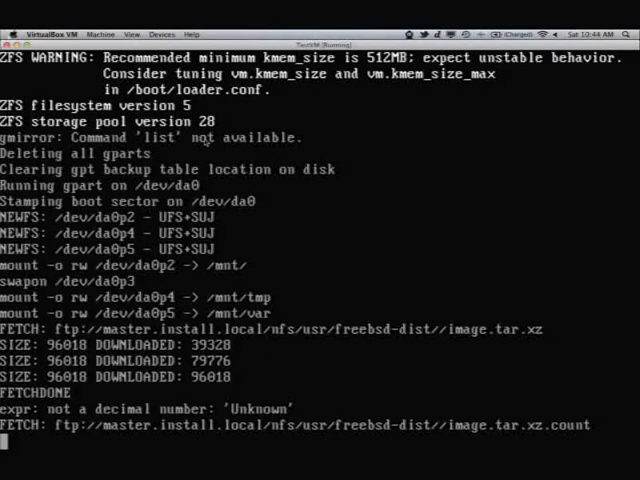 VirtualBox VM Machine View Devices Help (Charged) Sat 10:44 AM
TestVM [Running]
ZFS WARNING: Recommended minimum kmem_size is 512MB; expect unstable behavior.
Consider tuning vm.kmem_size and vm.kmem_size_max
in /boot/loader.conf.
ZFS filesystem version 5
ZFS storage pool version 28
gmirror: Command 'list' not available.
Deleting all gparts
Clearing gpt backup table location on disk
Running gpart on /dev/da0
Stamping boot sector on /dev/da0
NEWFS: /dev/da0p2 - UFS+SUJ
NEWFS: /dev/da0p4 - UFS+SUJ
NEWFS: /dev/da0p5 - UFS+SUJ
mount -o rw /dev/da0p2 -> /mnt/
swapon /dev/da0p3
mount -o rw /dev/da0p4 -> /mnt/tmp
mount -o rw /dev/da0p5 -> /mnt/var
FETCH: ftp://master.install.local/nfs/usr/freebsd-dist//image.tar.xz
SIZE: 96018 DOWNLOADED: 39328
SIZE: 96018 DOWNLOADED: 79776
SIZE: 96018 DOWNLOADED: 96018
FETCHDONE
expr: not a decimal number: 'Unknown'
FETCH: ftp://master.install.local/nfs/usr/freebsd-dist//image.tar.xz.count